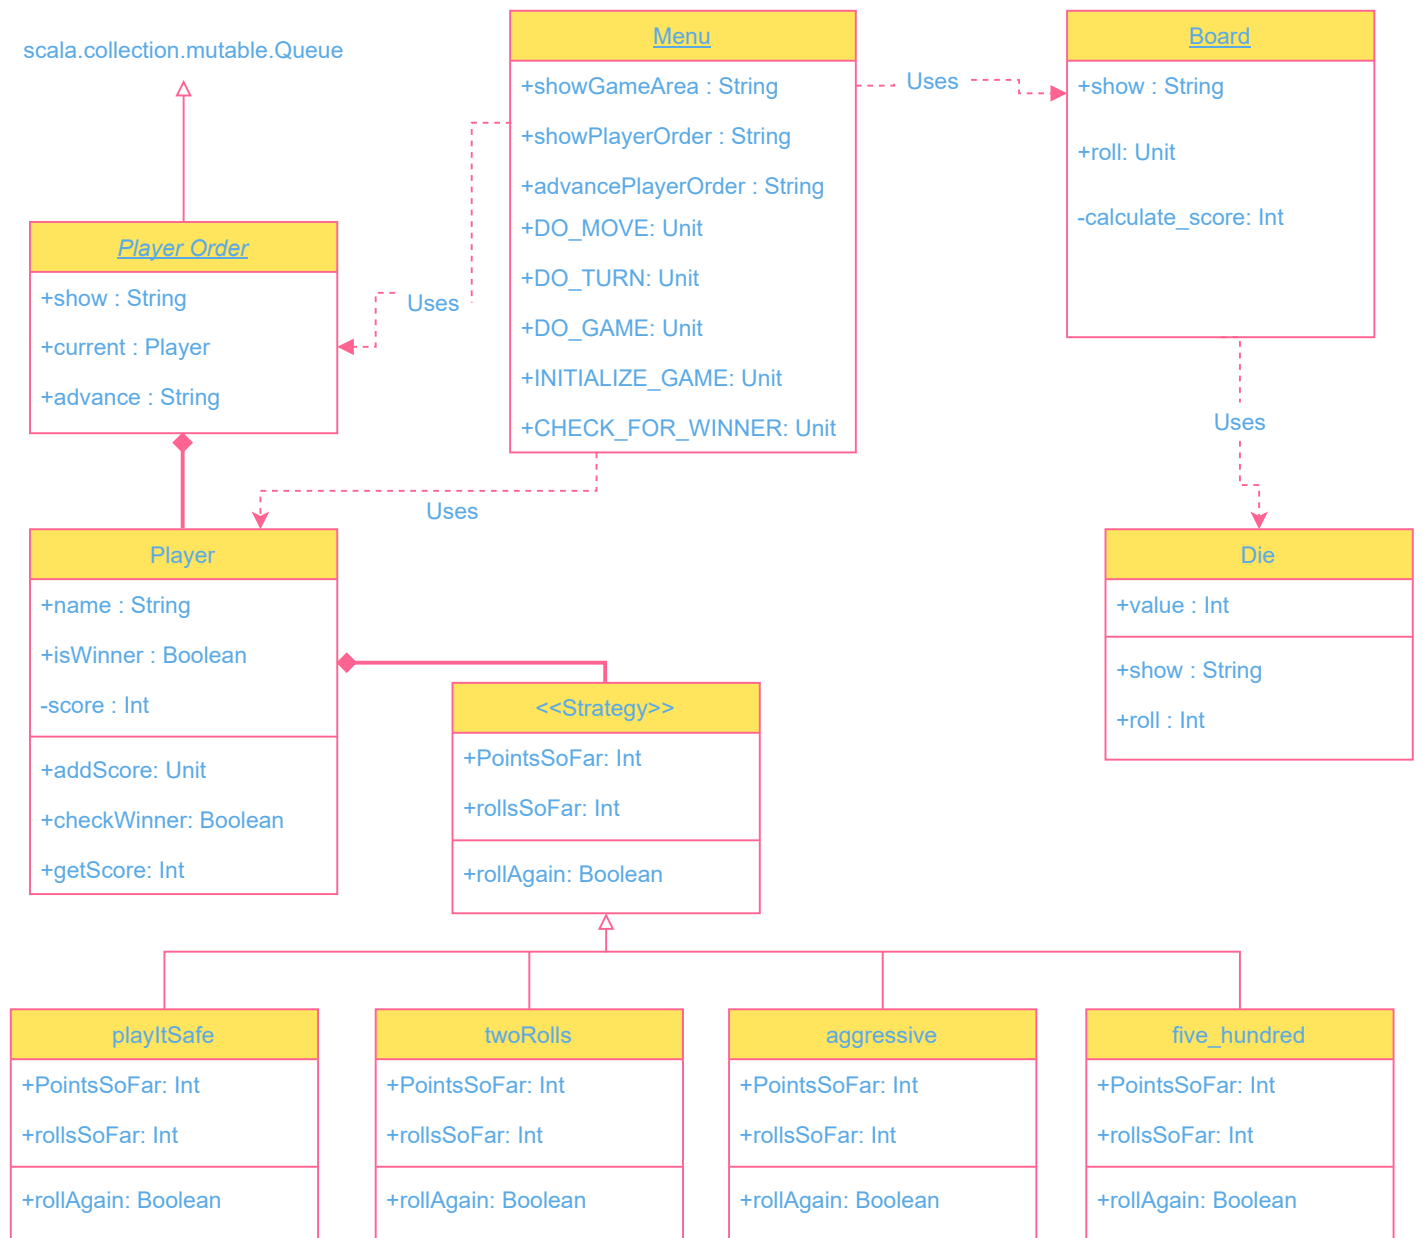 scala.collection.mutable.Queue
Menu
+showGameArea : String
+showPlayerOrder : String
+advancePlayerOrder : String
+DO_MOVE: Unit
+DO_TURN: Unit
+DO_GAME: Unit
+INITIALIZE_GAME: Unit
+CHECK_FOR_WINNER: Unit
Uses
Board
+show : String
+roll: Unit
-calculate_score: Int
Player Order
+show : String
+current : Player
+advance : String
Uses
Uses
Uses
Player
+name : String
+isWinner : Boolean
-score : Int
+addScore: Unit
+checkWinner: Boolean
+getScore: Int
<<Strategy>>
+PointsSoFar: Int
+rollsSoFar: Int
+rollAgain: Boolean
Die
+value : Int
+show : String
+roll : Int
playItSafe
+PointsSoFar: Int
+rollsSoFar: Int
+rollAgain: Boolean
twoRolls
+PointsSoFar: Int
+rollsSoFar: Int
+rollAgain: Boolean
aggressive
+PointsSoFar: Int
+rollsSoFar: Int
+rollAgain: Boolean
five_hundred
+PointsSoFar: Int
+rollsSoFar: Int
+rollAgain: Boolean